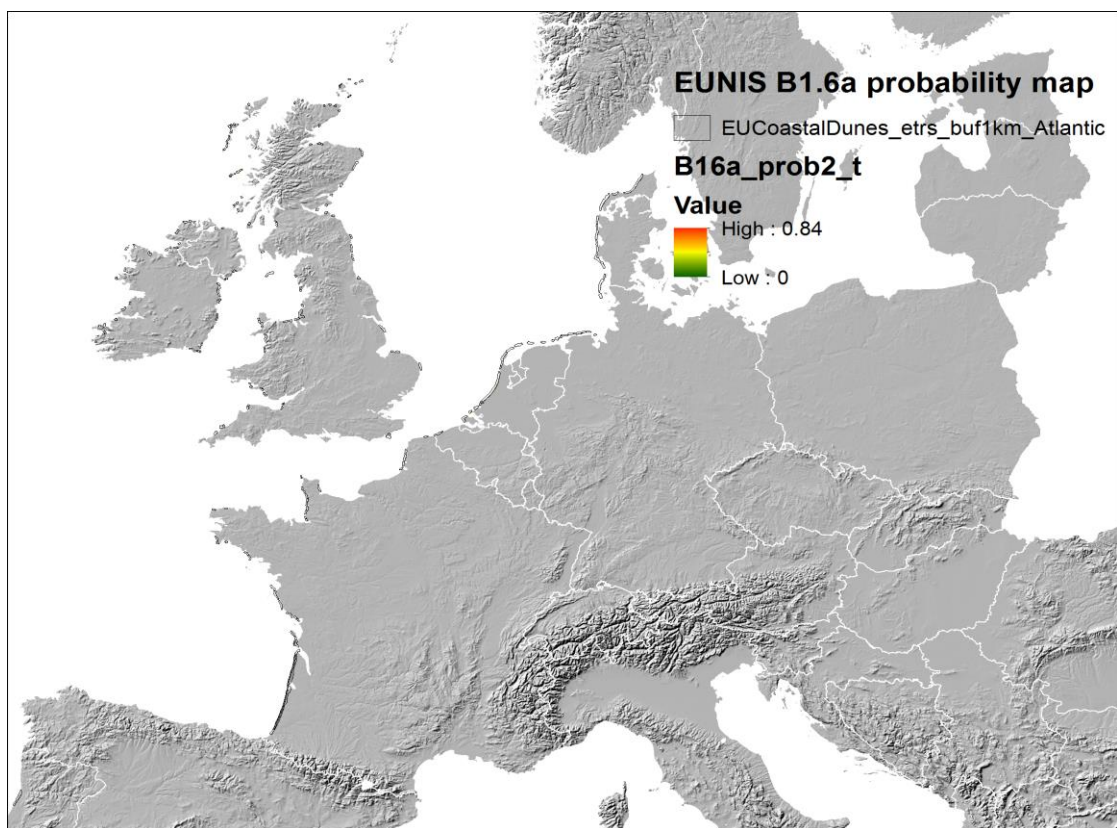 EUNIS B1.6a probability map
EUCoastalDunes_etrs_buf1km_Atlantic
B16a_prob2_t
Value
High : 0.84
Low : 0